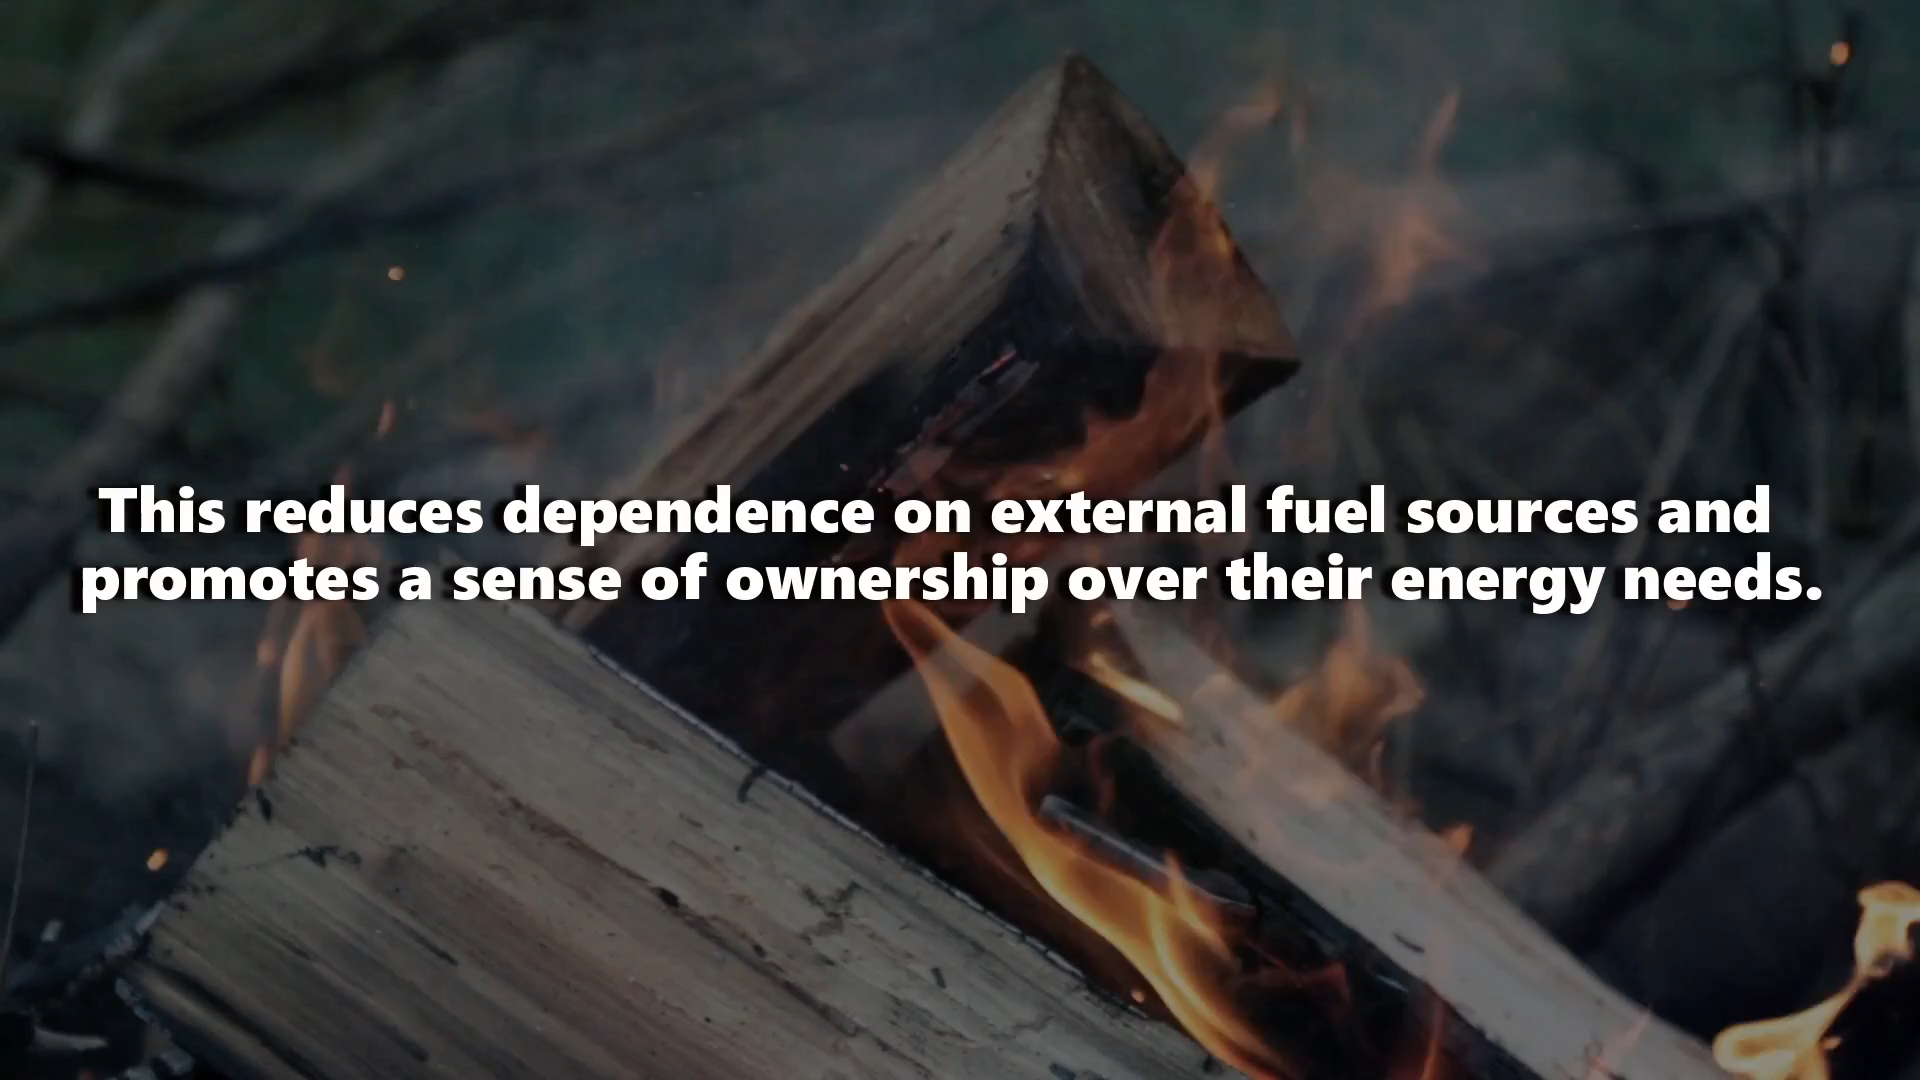 This reduces dependence on external fuel sources and
promotes a sense of ownership over their energy needs.